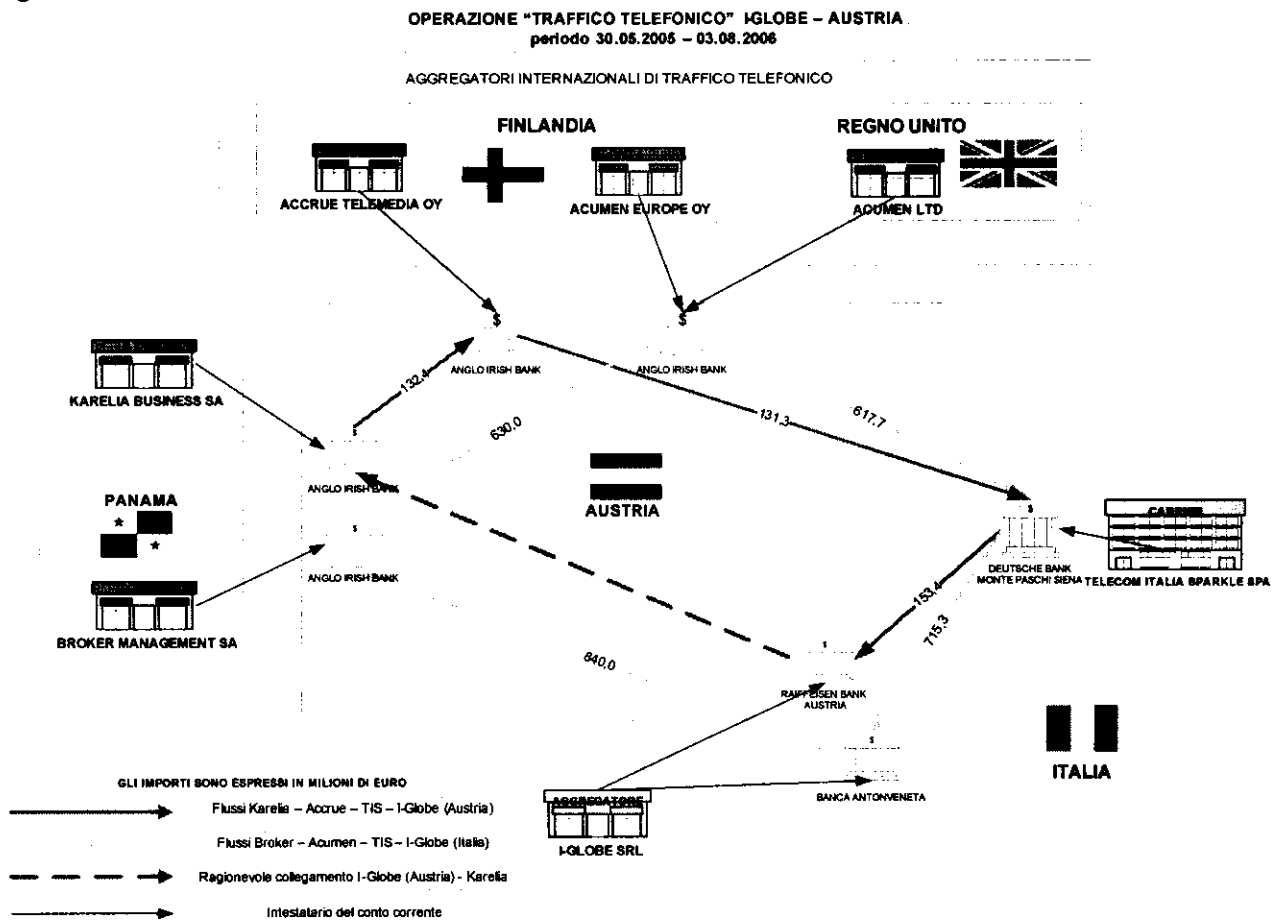 OPERAZIONE "TRAFFICO TELEFONICO" I-GLOBE – AUSTRIA
periodo 30.05.2005 – 03.08.2006
AGGREGATORI INTERNAZIONALI DI TRAFFICO TELEFONICO
FINLANDIA
REGNO UNITO
ACCRUE TELEMEDIA OY
ACUMEN EUROPE OY
ACUMEN LTD
$
$
ANGLO IRISH BANK
ANGLO IRISH BANK
KARELIA BUSINESS SA
132,4
131,3
617,7
630,0
$
ANGLO IRISH BANK
PANAMA
AUSTRIA
$
ANGLO IRISH BANK
BROKER MANAGEMENT SA
$
CARRIER
DEUTSCHE BANK
MONTE PASCHI SIENA
TELECOM ITALIA SPARKLE SPA
153,4
715,3
840,0
$
RAIFFEISEN BANK
AUSTRIA
$
BANCA ANTONVENETA
ITALIA
AGGREGATORE
I-GLOBE SRL
GLI IMPORTI SONO ESPRESSI IN MILIONI DI EURO
Flussi Karelia – Accrue – TIS – I-Globe (Austria)
Flussi Broker – Acumen – TIS – I-Globe (Italia)
Ragionevole collegamento I-Globe (Austria) - Karelia
Intestatario del conto corrente